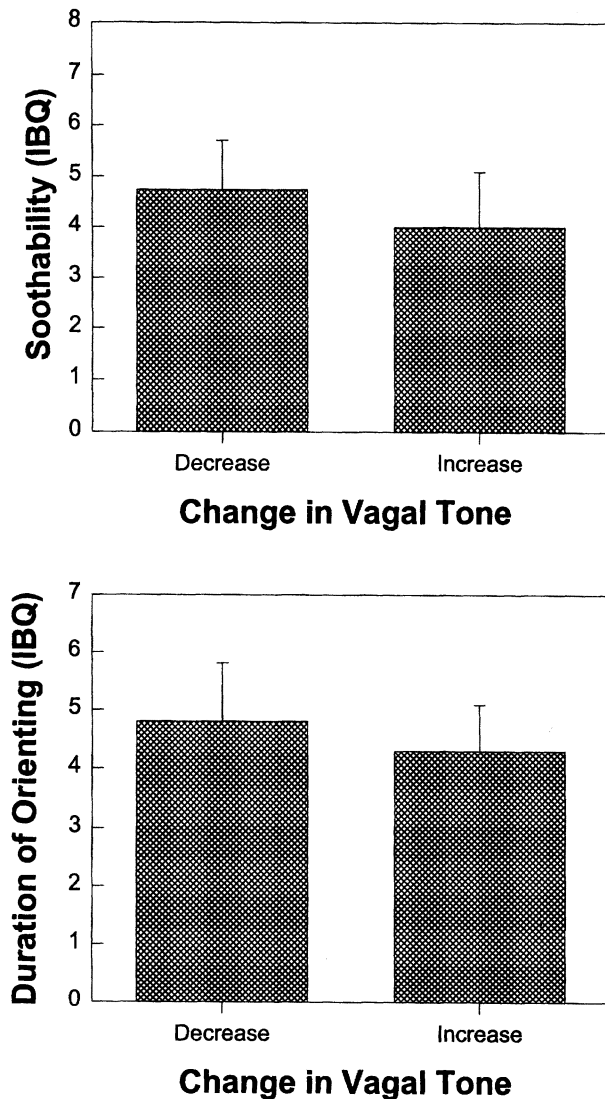 8
7
6
5
4
3
2
1
0
Soothability (IBQ)
Decrease
Increase
Change in Vagal Tone
7
6
5
4
3
2
1
0
Duration of Orienting (IBQ)
Decrease
Increase
Change in Vagal Tone